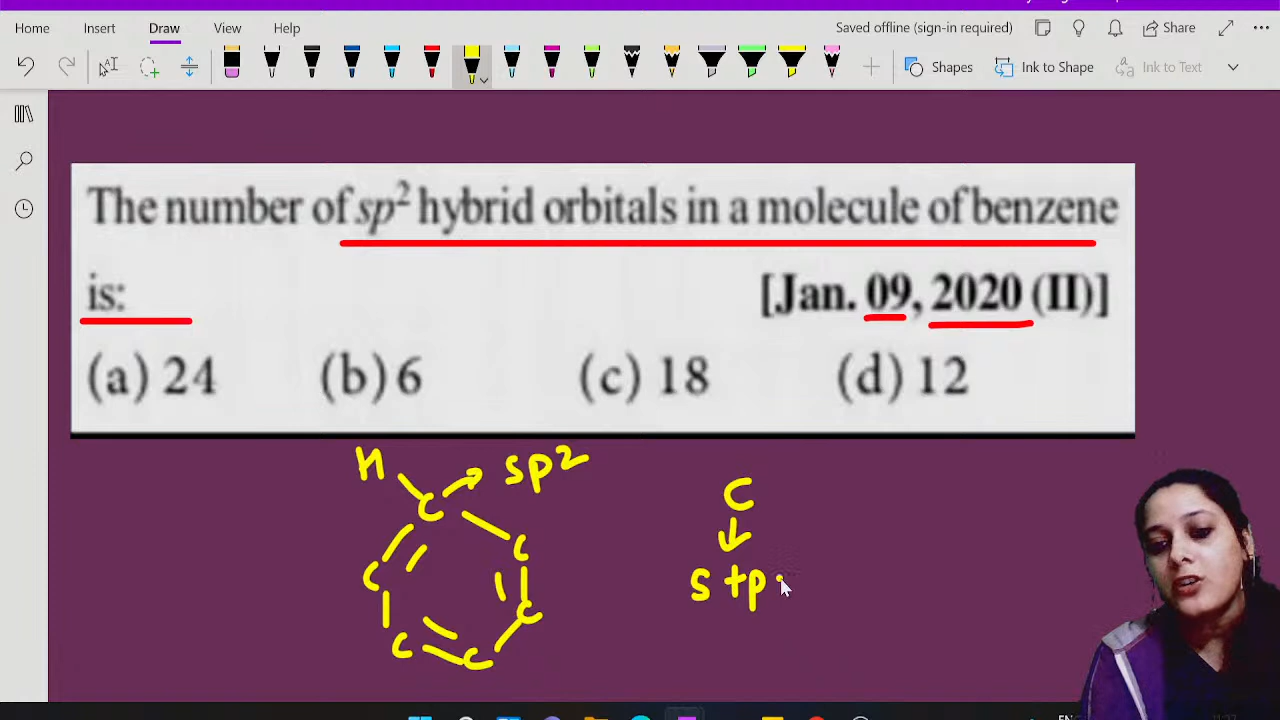 Home Insert Draw View Help Saved offline (sign-in required) Share
Shapes Ink to Shape Ink to Text
The number of sp² hybrid orbitals in a molecule of benzene
is: [Jan. 09, 2020 (II)]
(a) 24 (b) 6 (c) 18 (d) 12
H C → sp2
C C
C C
C
C
↓
s + p